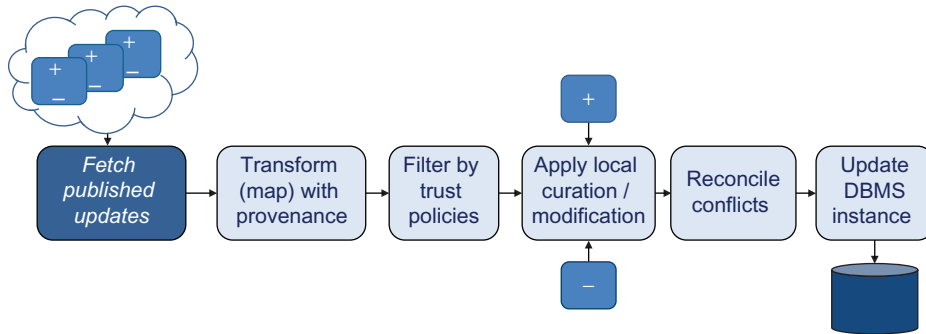 +
−
+
−
+
−
+
Fetch
published
updates
Transform
(map) with
provenance
Filter by
trust
policies
Apply local
curation /
modification
Reconcile
conflicts
Update
DBMS
instance
−